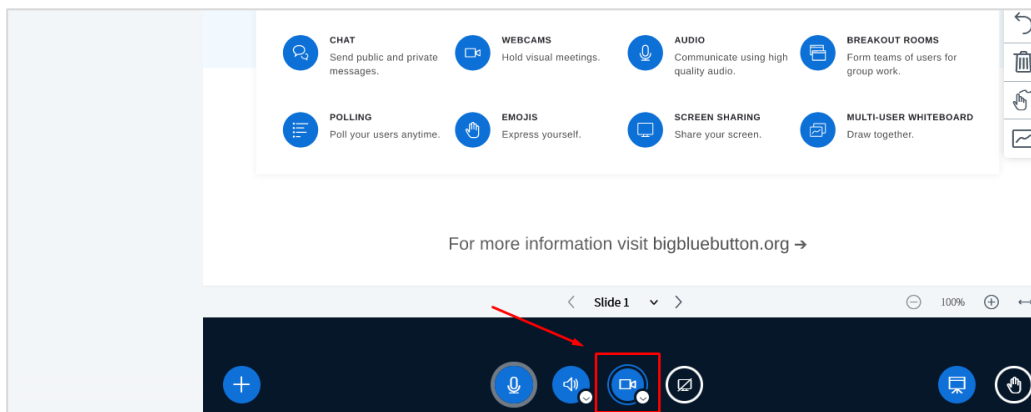 CHAT
Send public and private
messages.
WEBCAMS
Hold visual meetings.
AUDIO
Communicate using high
quality audio.
BREAKOUT ROOMS
Form teams of users for
group work.
POLLING
Poll your users anytime.
EMOJIS
Express yourself.
SCREEN SHARING
Share your screen.
MULTI-USER WHITEBOARD
Draw together.
For more information visit bigbluebutton.org →
Slide 1
100%